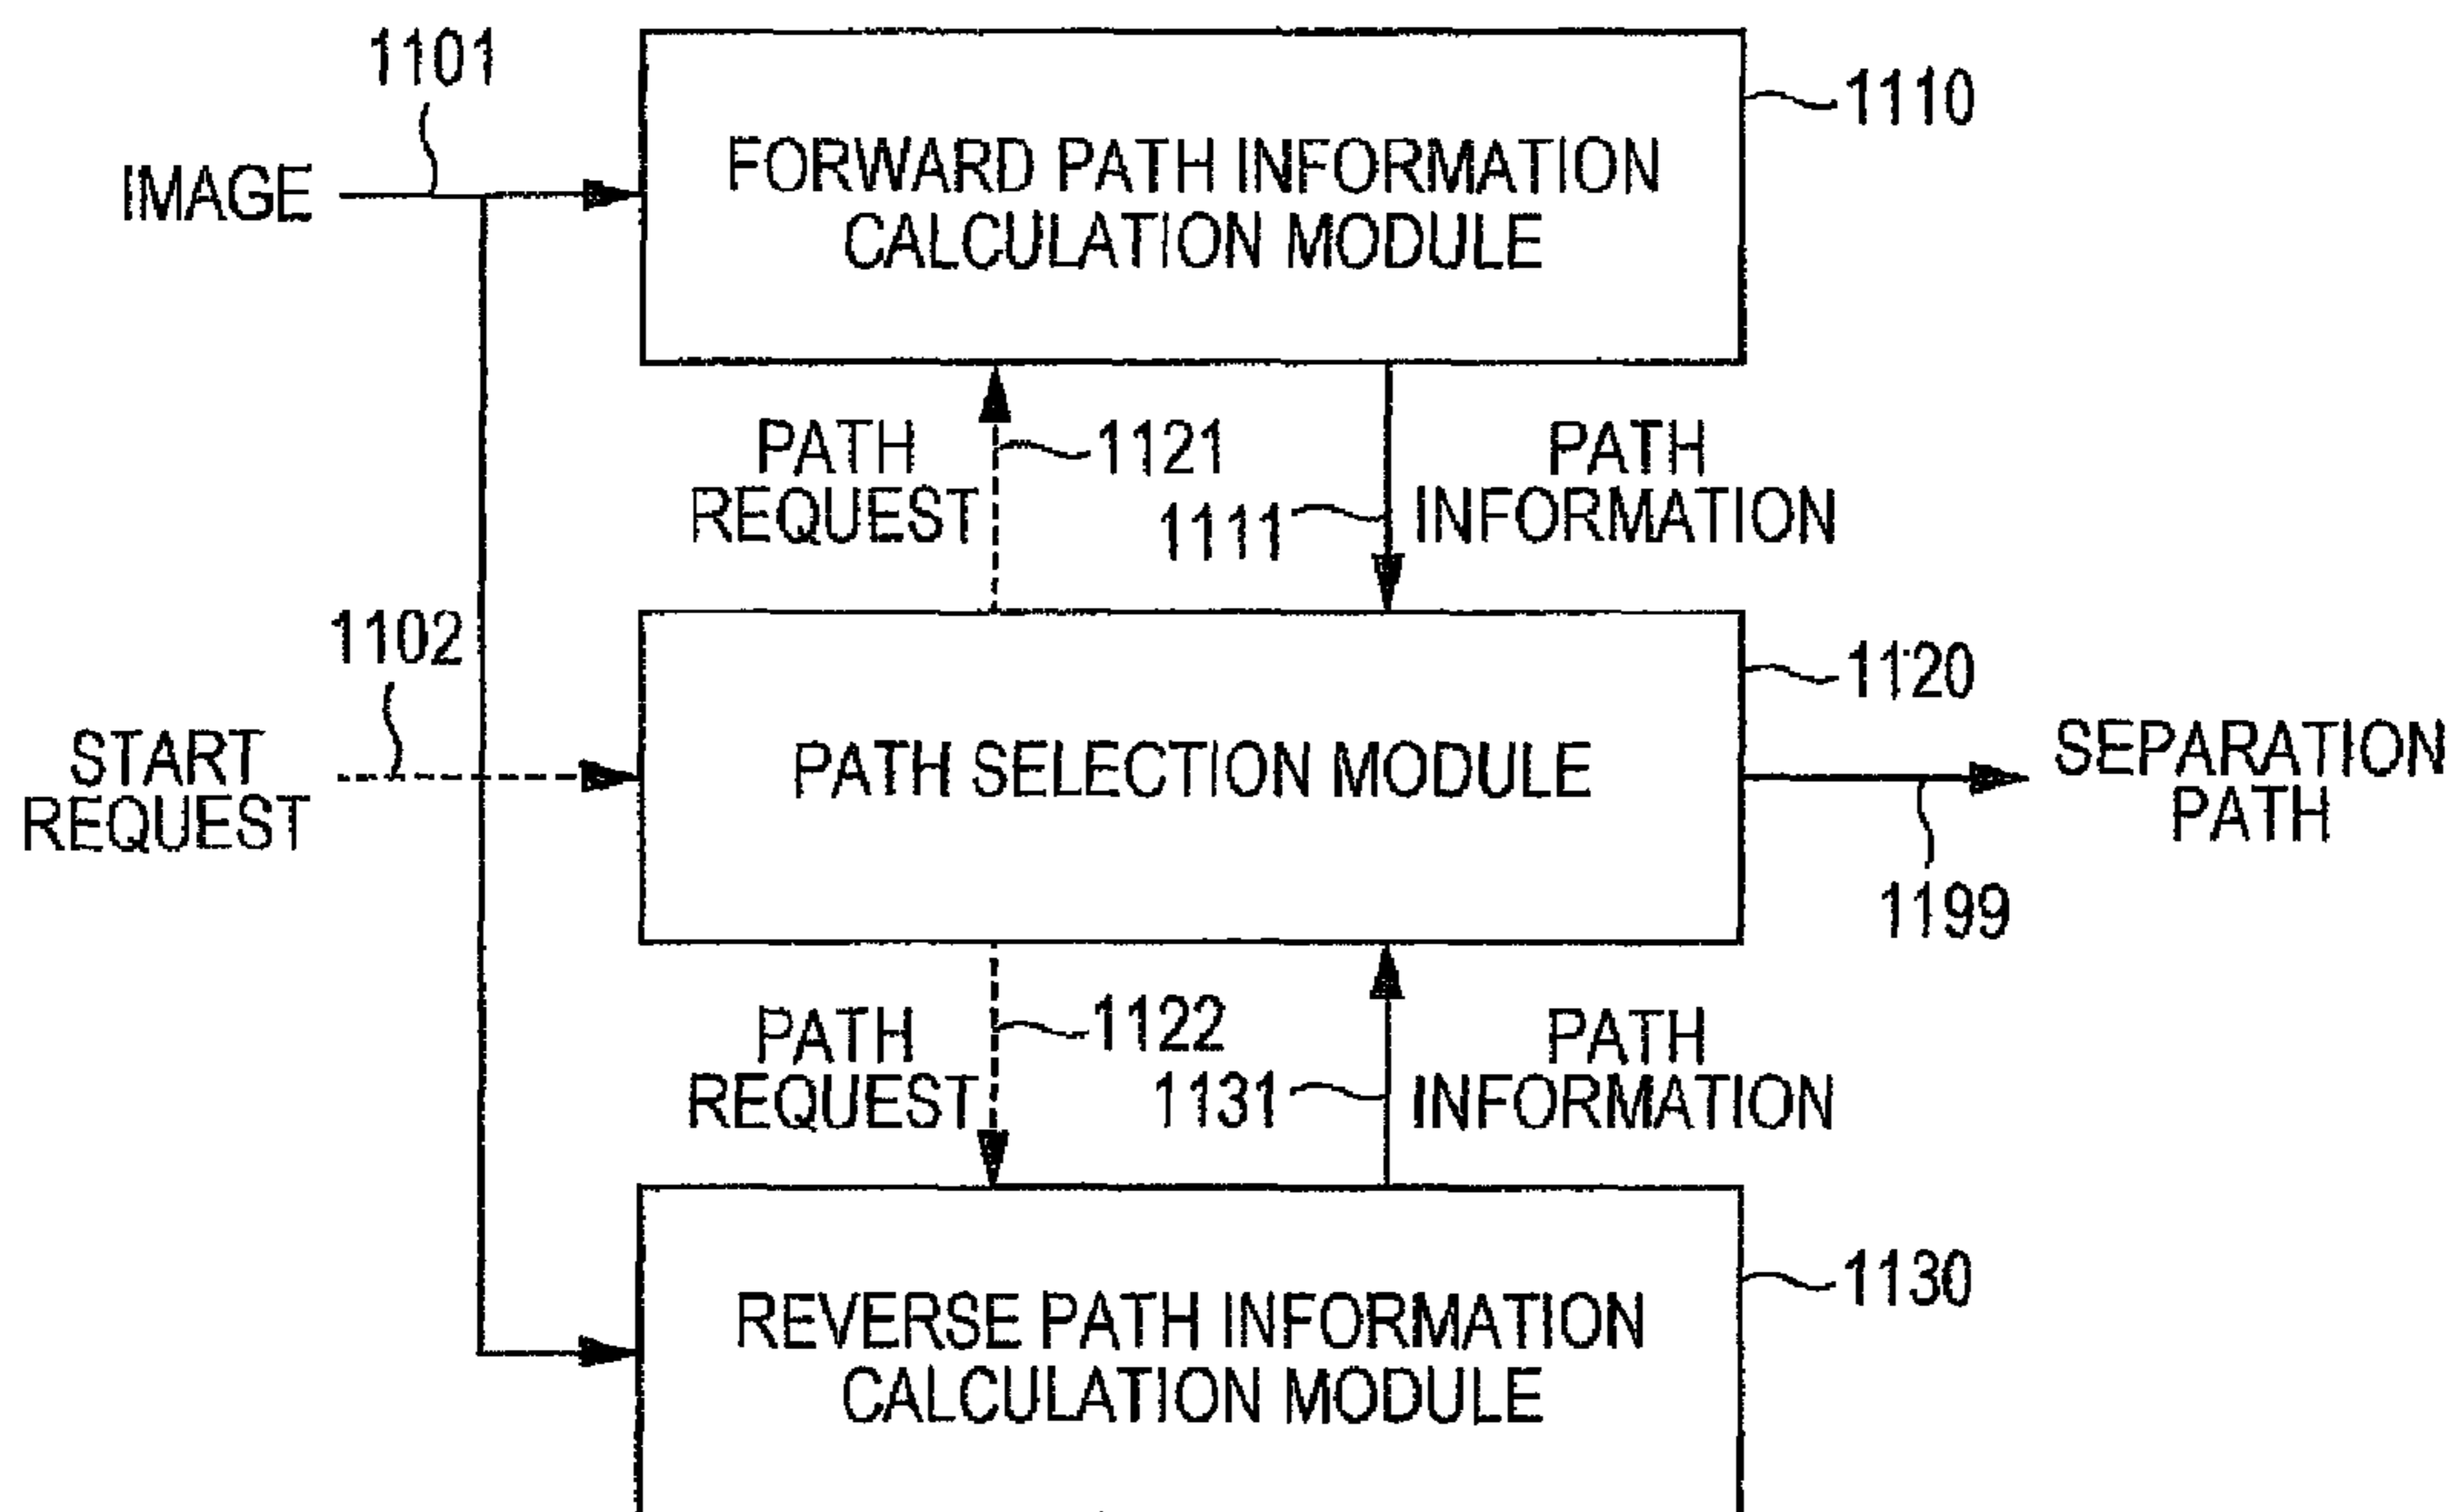 1101
1110
IMAGE
FORWARD PATH INFORMATION
CALCULATION MODULE
PATH
REQUEST
1121
1111
PATH
INFORMATION
1102
1120
START
REQUEST
PATH SELECTION MODULE
SEPARATION
PATH
1199
PATH
REQUEST
1122
1131
PATH
INFORMATION
1130
REVERSE PATH INFORMATION
CALCULATION MODULE